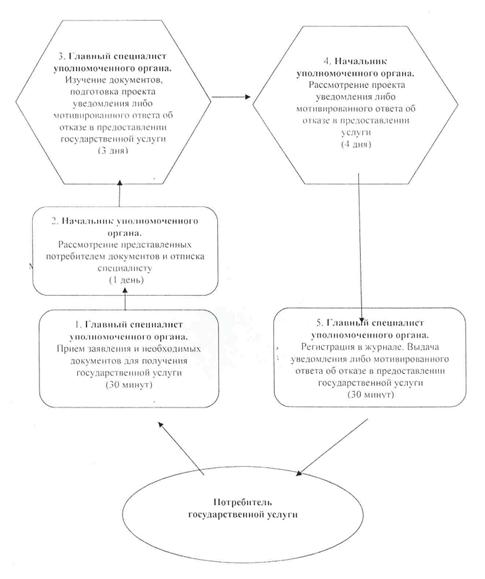 3. Главный специалист
уполномоченного органа.
Изучение документов,
подготовка проекта
уведомления либо
мотивированного ответа об
отказе в предоставлении
государственной услуги
(3 дня)
4. Начальник
уполномоченного органа.
Рассмотрение проекта
уведомления либо
мотивированного ответа об
отказе в предоставлении
услуги
(4 дня)
2. Начальник уполномоченного
органа.
Рассмотрение представленных
потребителем документов и отписка
специалисту
(1 день)
1. Главный специалист
уполномоченного органа.
Прием заявления и необходимых
документов для получения
государственной услуги
(30 минут)
5. Главный специалист
уполномоченного органа.
Регистрация в журнале. Выдача
уведомления либо мотивированного
ответа об отказе в предоставлении
государственной услуги
(30 минут)
Потребитель
государственной услуги